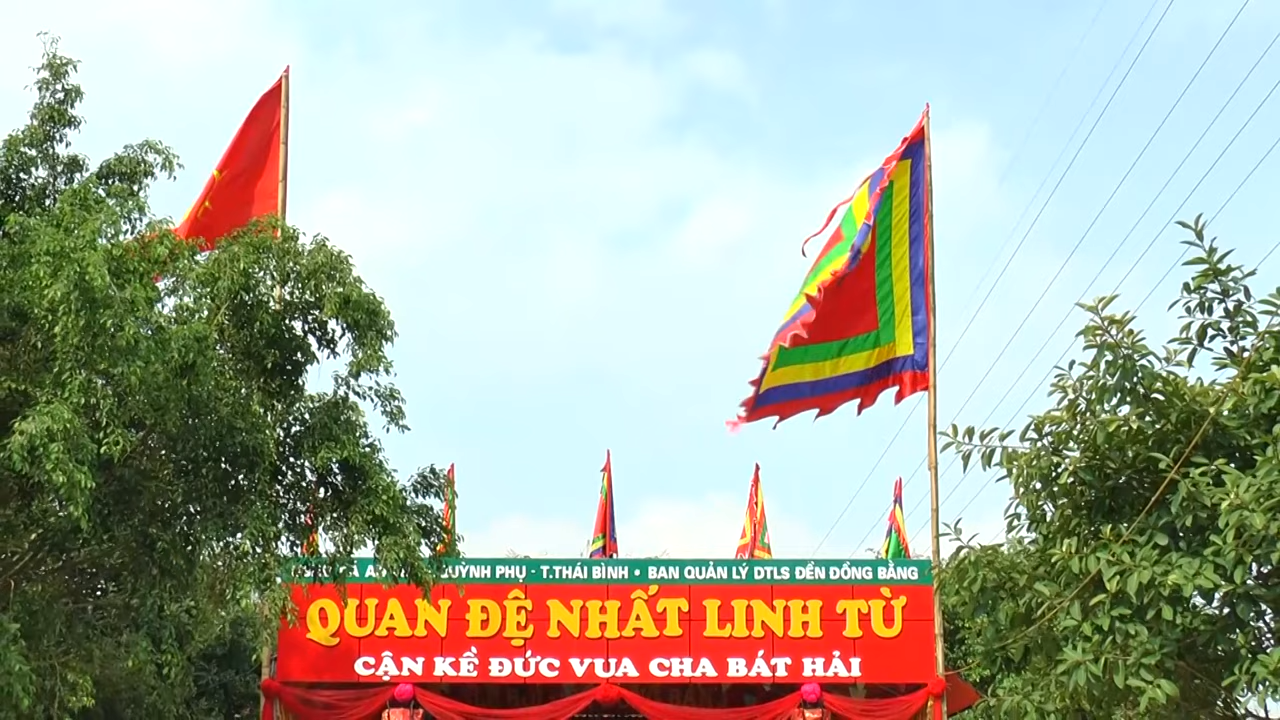 QUỲNH PHỤ - T.THÁI BÌNH • BAN QUẢN LÝ DTLS ĐỀN ĐỒNG BẰNG
QUAN ĐỆ NHẤT LINH TỪ
CẬN KỀ ĐỨC VUA CHA BÁT HẢI